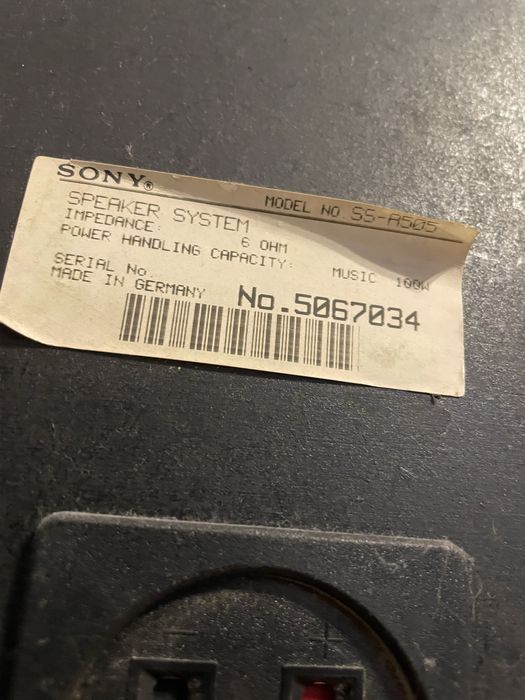 SONY®
MODEL NO. SS-A505
SPEAKER SYSTEM
IMPEDANCE: 6 OHM
POWER HANDLING CAPACITY: MUSIC 100W
SERIAL No.
MADE IN GERMANY No.5067034
- +